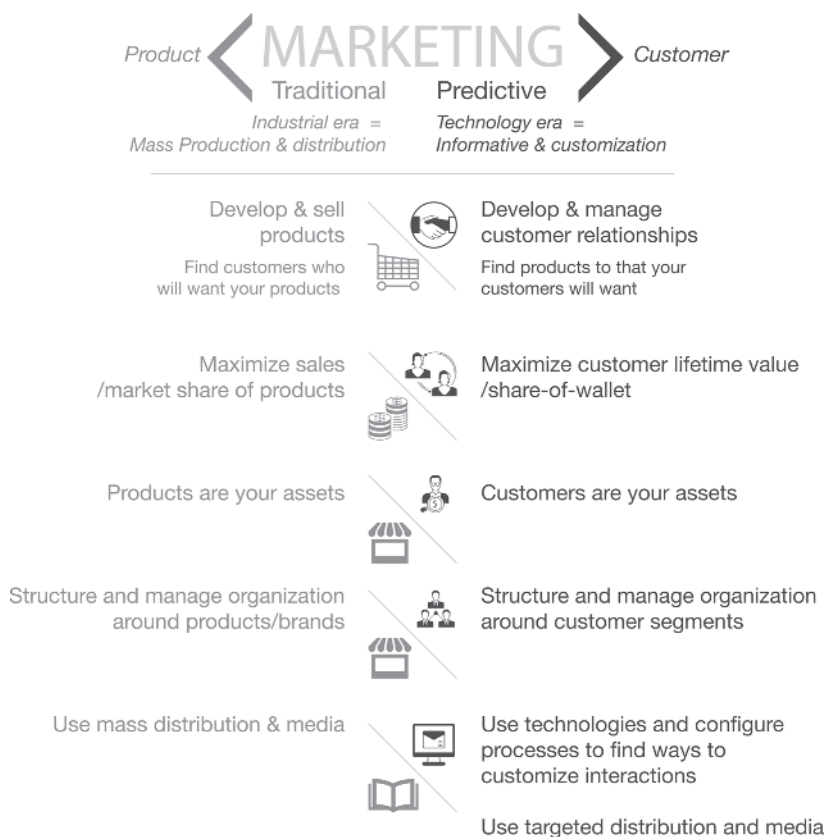 MARKETING
Product
Customer
Traditional
Predictive
Industrial era =
Mass Production & distribution
Technology era =
Informative & customization
Develop & sell
products
Find customers who
will want your products
Develop & manage
customer relationships
Find products to that your
customers will want
Maximize sales
/market share of products
Maximize customer lifetime value
/share-of-wallet
Products are your assets
Customers are your assets
Structure and manage organization
around products/brands
Structure and manage organization
around customer segments
Use mass distribution & media
Use technologies and configure
processes to find ways to
customize interactions
Use targeted distribution and media